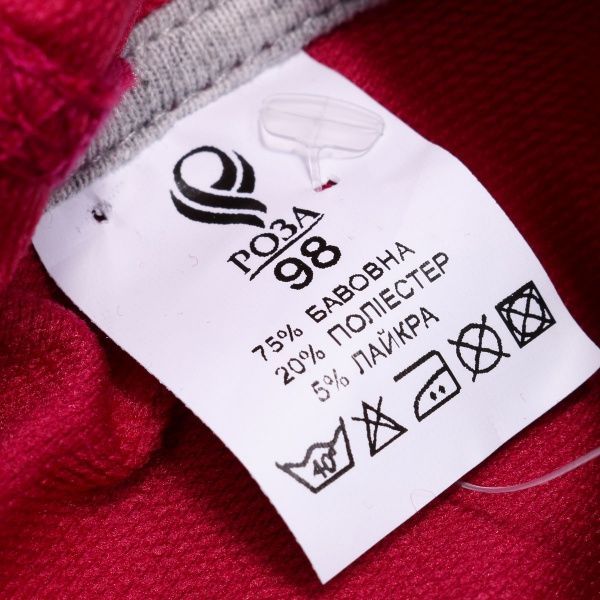 РОЗА
98
75% БАВОВНА
20% ПОЛІЕСТЕР
5% ЛАЙКРА
40°